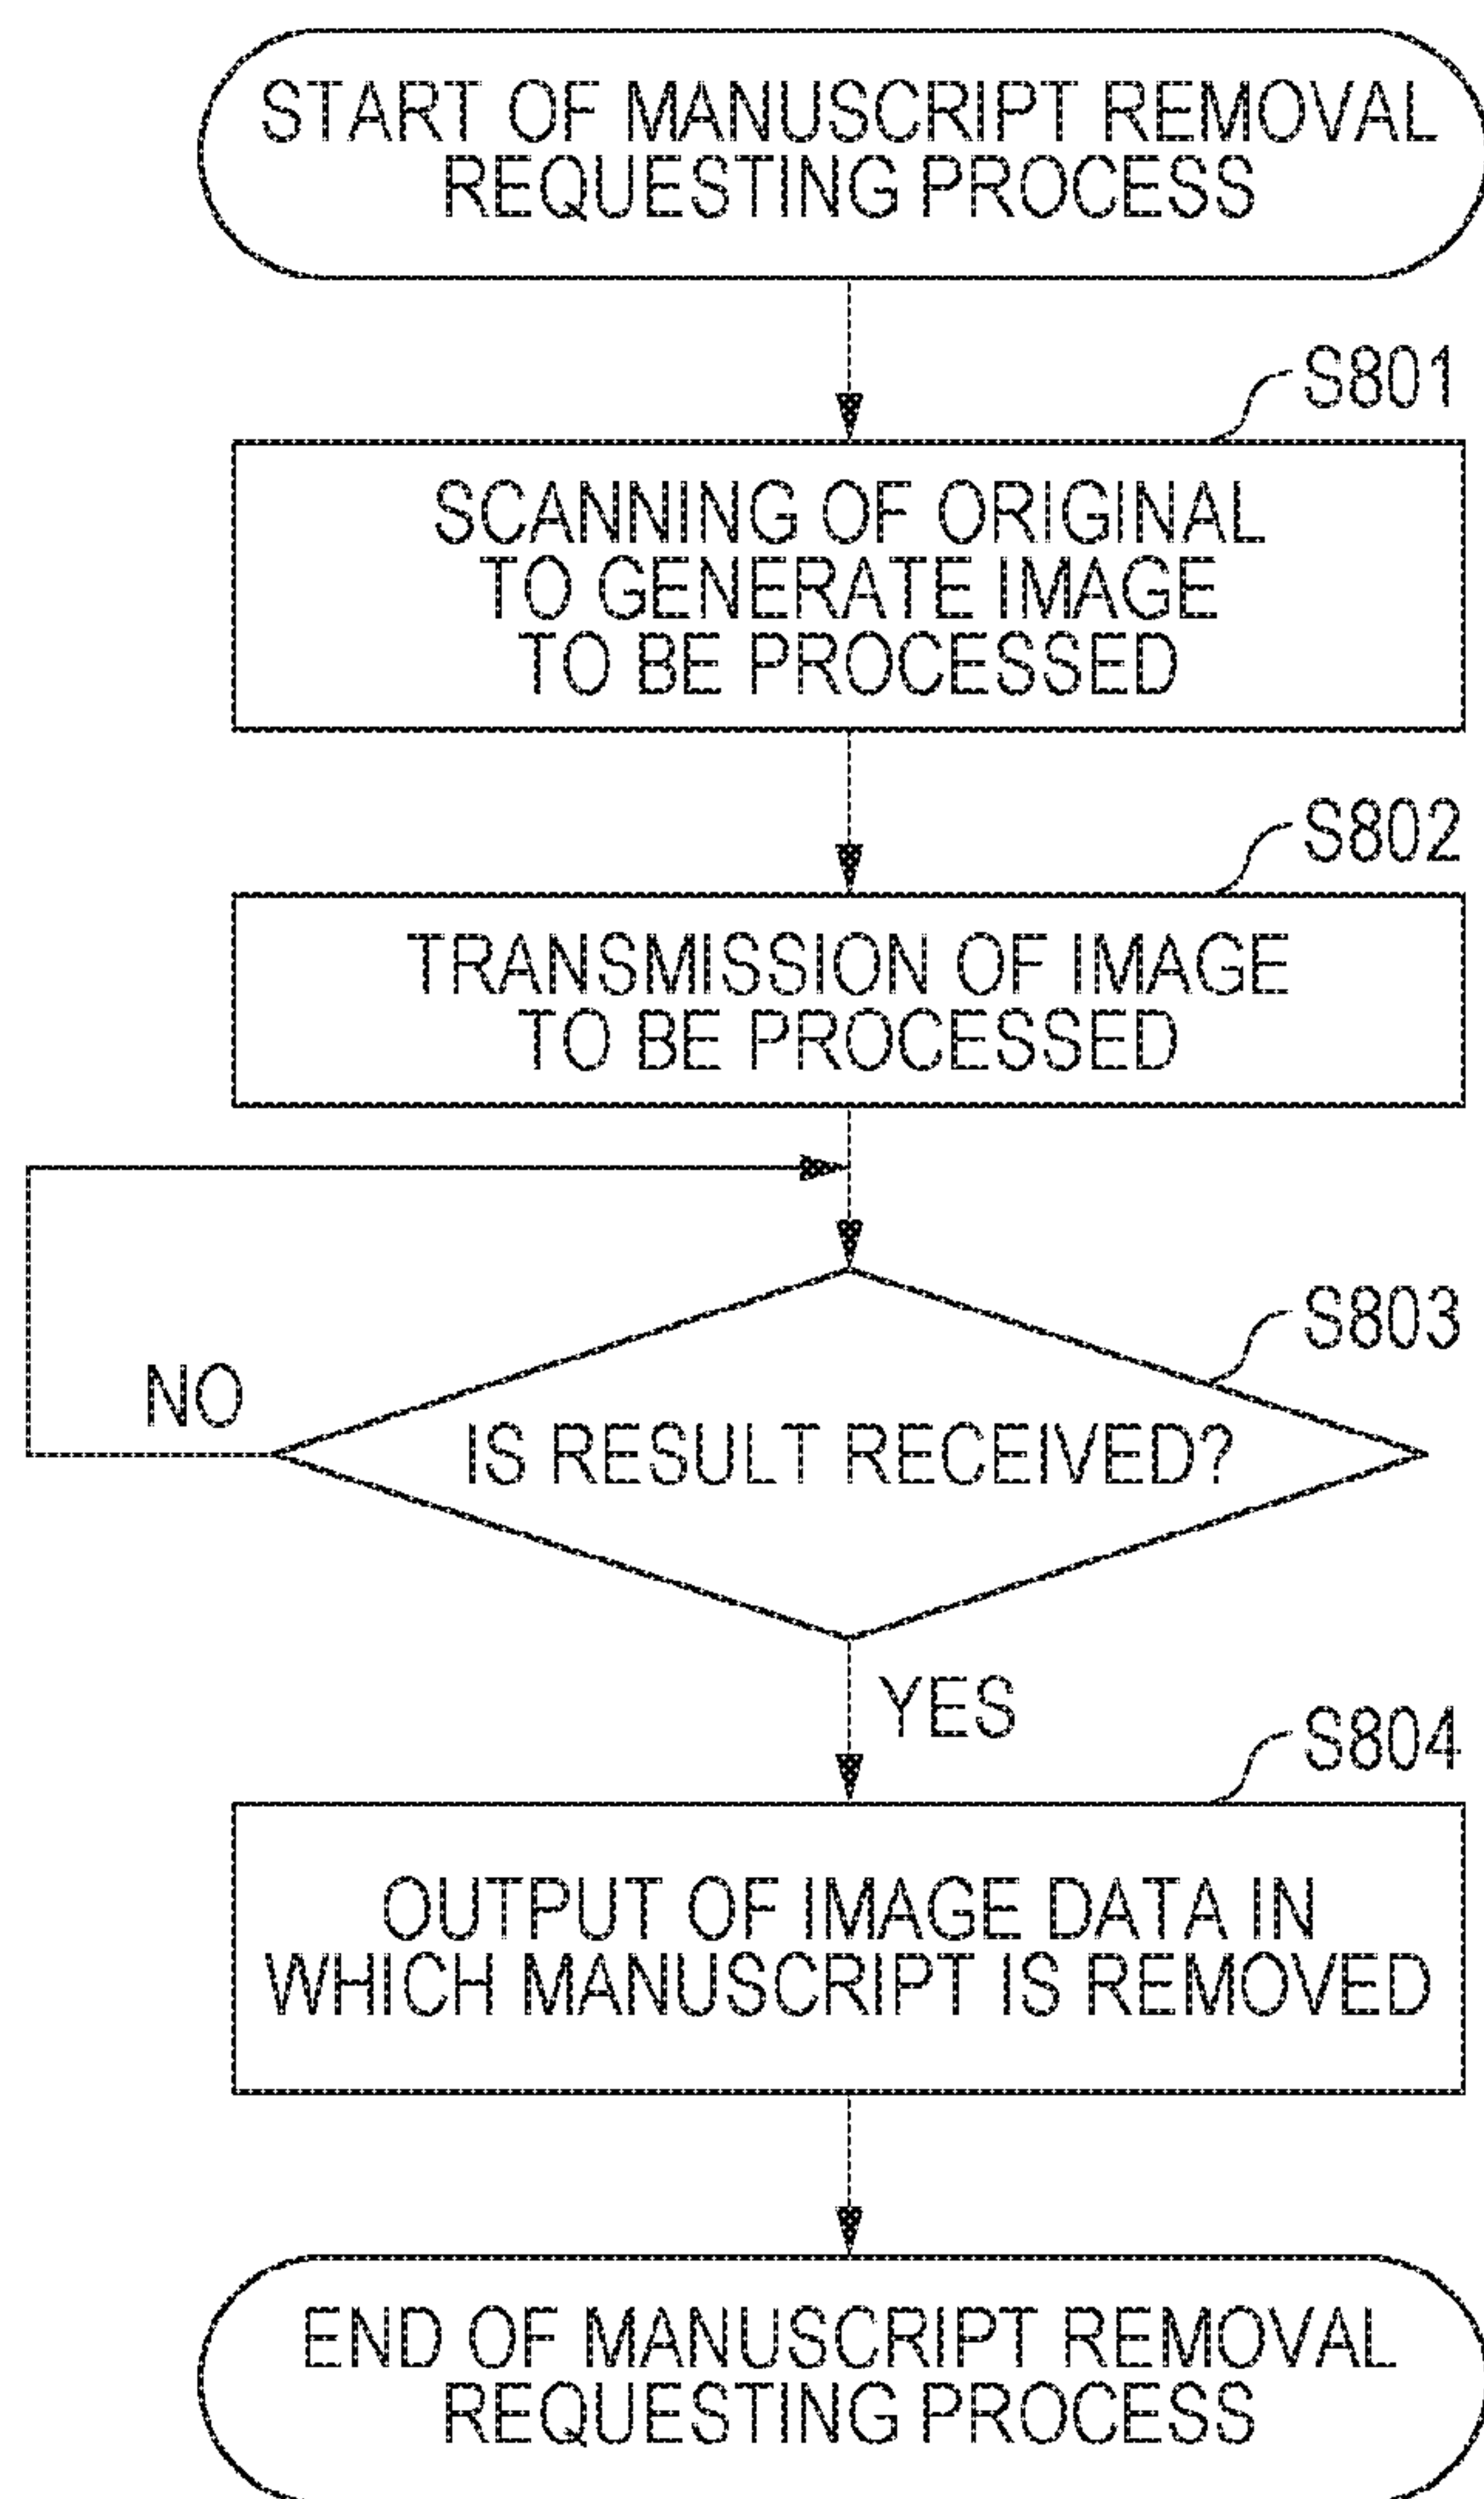 START OF MANUSCRIPT REMOVAL
REQUESTING PROCESS
S801
SCANNING OF ORIGINAL
TO GENERATE IMAGE
TO BE PROCESSED
S802
TRANSMISSION OF IMAGE
TO BE PROCESSED
S803
NO
IS RESULT RECEIVED?
YES
S804
OUTPUT OF IMAGE DATA IN
WHICH MANUSCRIPT IS REMOVED
END OF MANUSCRIPT REMOVAL
REQUESTING PROCESS